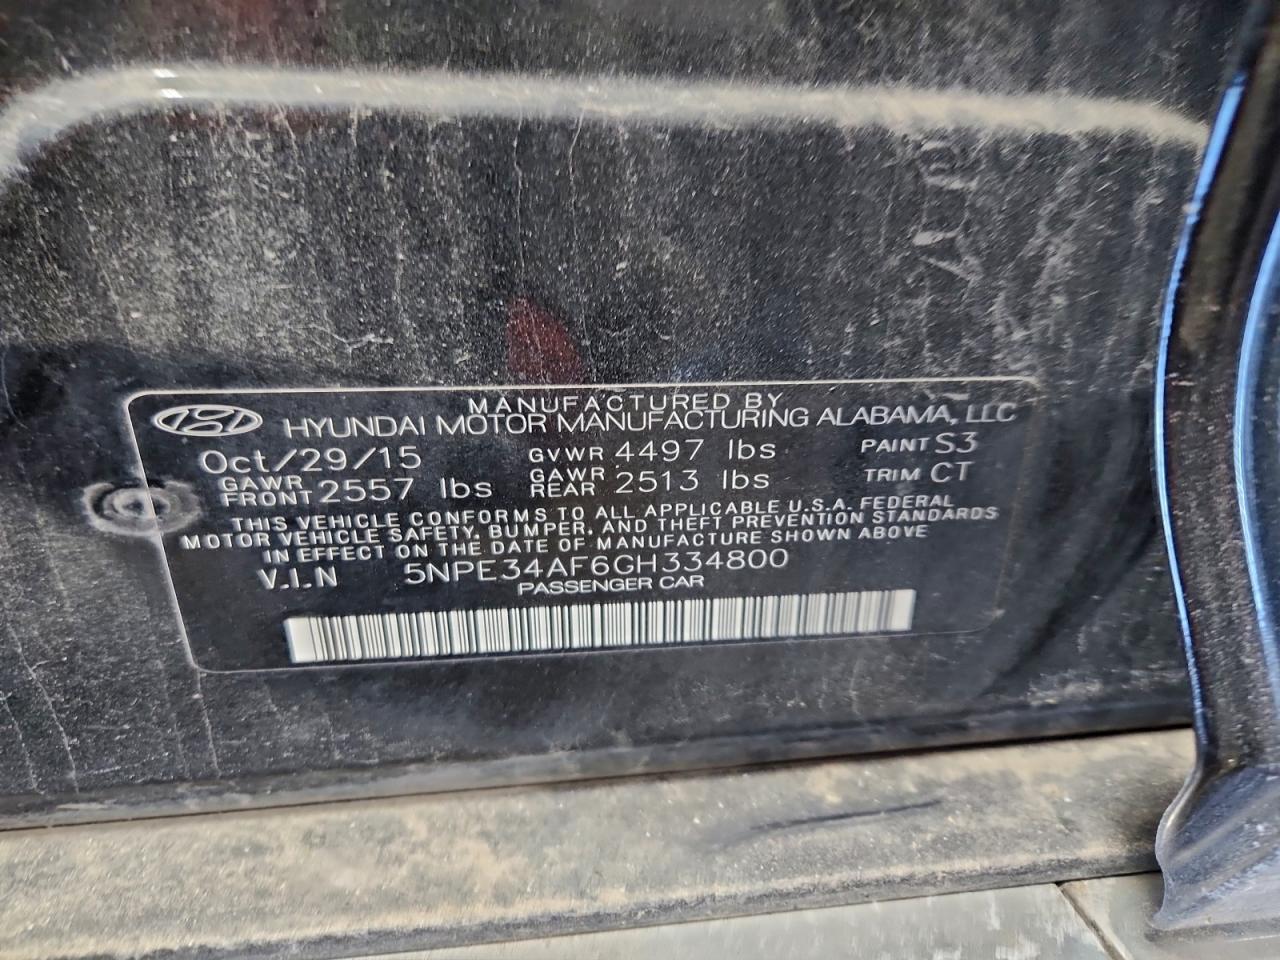 MANUFACTURED BY
HYUNDAI MOTOR MANUFACTURING ALABAMA, LLC
Oct/29/15 GVWR 4497 lbs PAINT S3
GAWR FRONT 2557 lbs GAWR REAR 2513 lbs TRIM CT
THIS VEHICLE CONFORMS TO ALL APPLICABLE U.S.A. FEDERAL
MOTOR VEHICLE SAFETY, BUMPER, AND THEFT PREVENTION STANDARDS
IN EFFECT ON THE DATE OF MANUFACTURE SHOWN ABOVE
V.I.N 5NPE34AF6GH334800
PASSENGER CAR